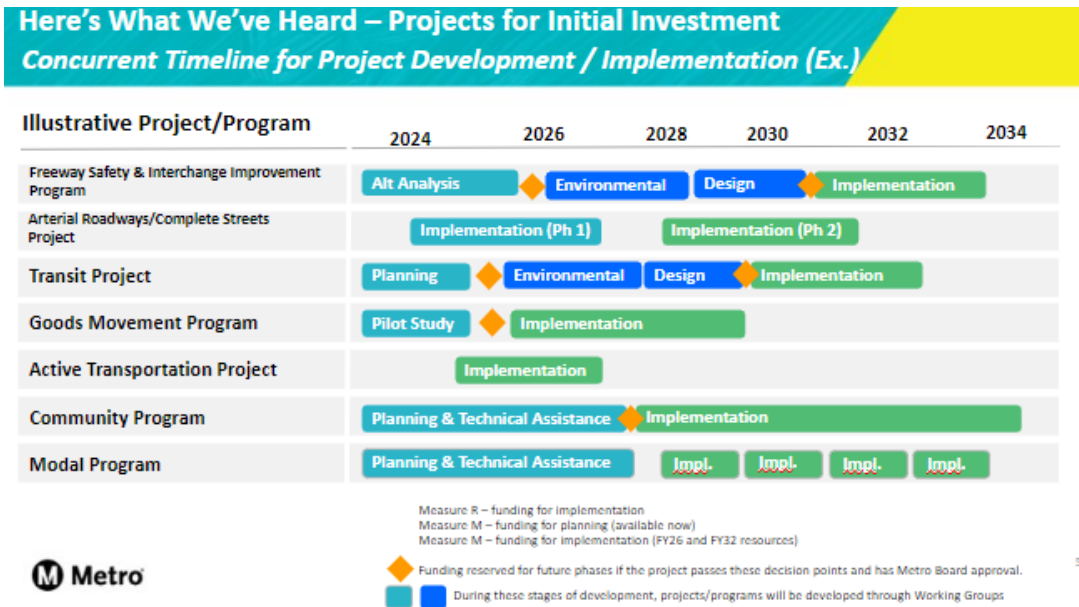 Here's What We've Heard – Projects for Initial Investment
Concurrent Timeline for Project Development / Implementation (Ex.)
Illustrative Project/Program
2024 2026 2028 2030 2032 2034
Freeway Safety & Interchange Improvement
Program
Alt Analysis Environmental Design Implementation
Arterial Roadways/Complete Streets
Project
Implementation (Ph 1) Implementation (Ph 2)
Transit Project Planning Environmental Design Implementation
Goods Movement Program Pilot Study Implementation
Active Transportation Project Implementation
Community Program Planning & Technical Assistance Implementation
Modal Program Planning & Technical Assistance Impl. Impl. Impl. Impl.
Measure R – funding for implementation
Measure M – funding for planning (available now)
Measure M – funding for implementation (FY26 and FY32 resources)
Funding reserved for future phases if the project passes these decision points and has Metro Board approval.
During these stages of development, projects/programs will be developed through Working Groups
M Metro